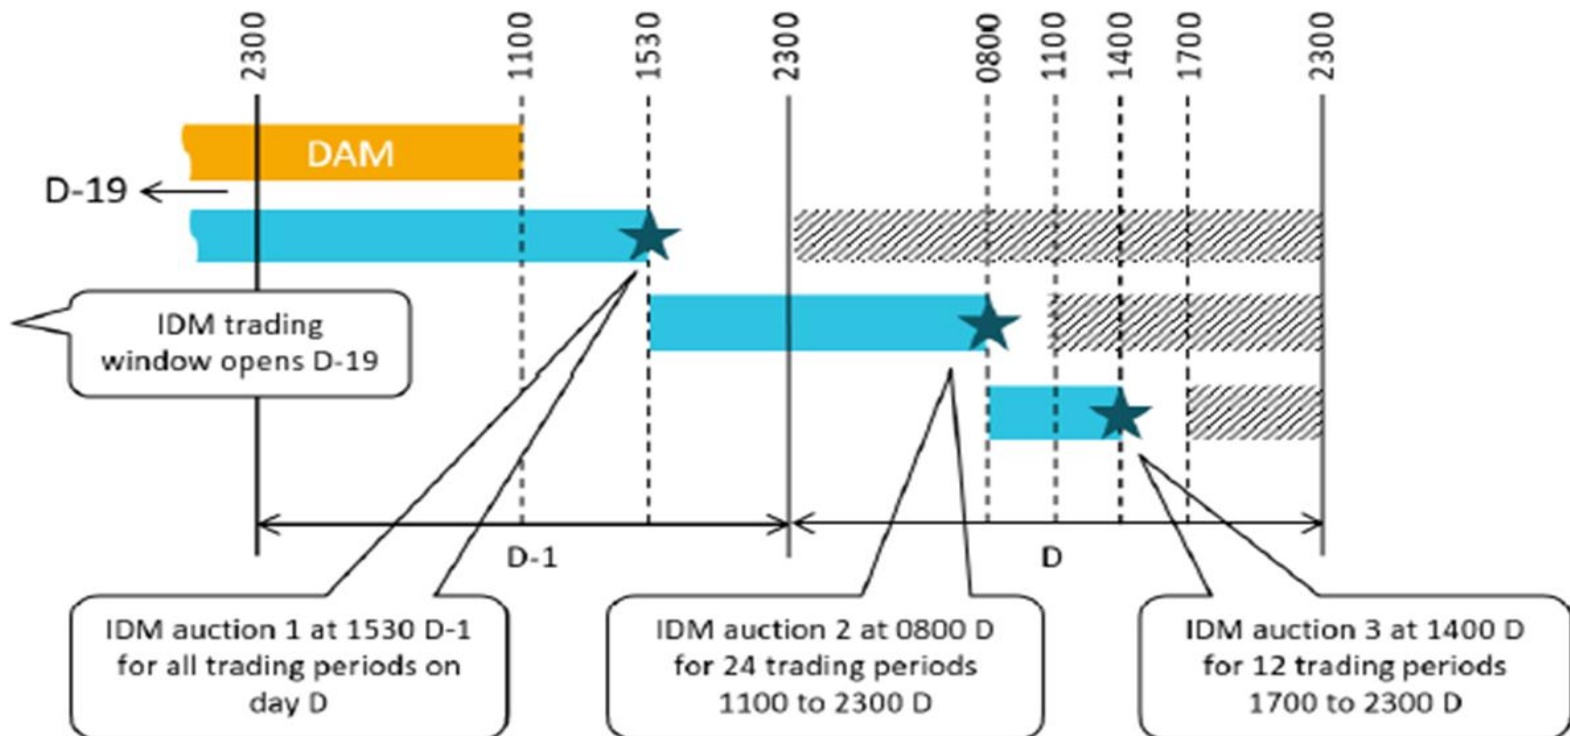 2300
1100
1530
2300
0800
1100
1400
1700
2300
DAM
D-19
IDM trading
window opens D-19
D-1
D
IDM auction 1 at 1530 D-1
for all trading periods on
day D
IDM auction 2 at 0800 D
for 24 trading periods
1100 to 2300 D
IDM auction 3 at 1400 D
for 12 trading periods
1700 to 2300 D